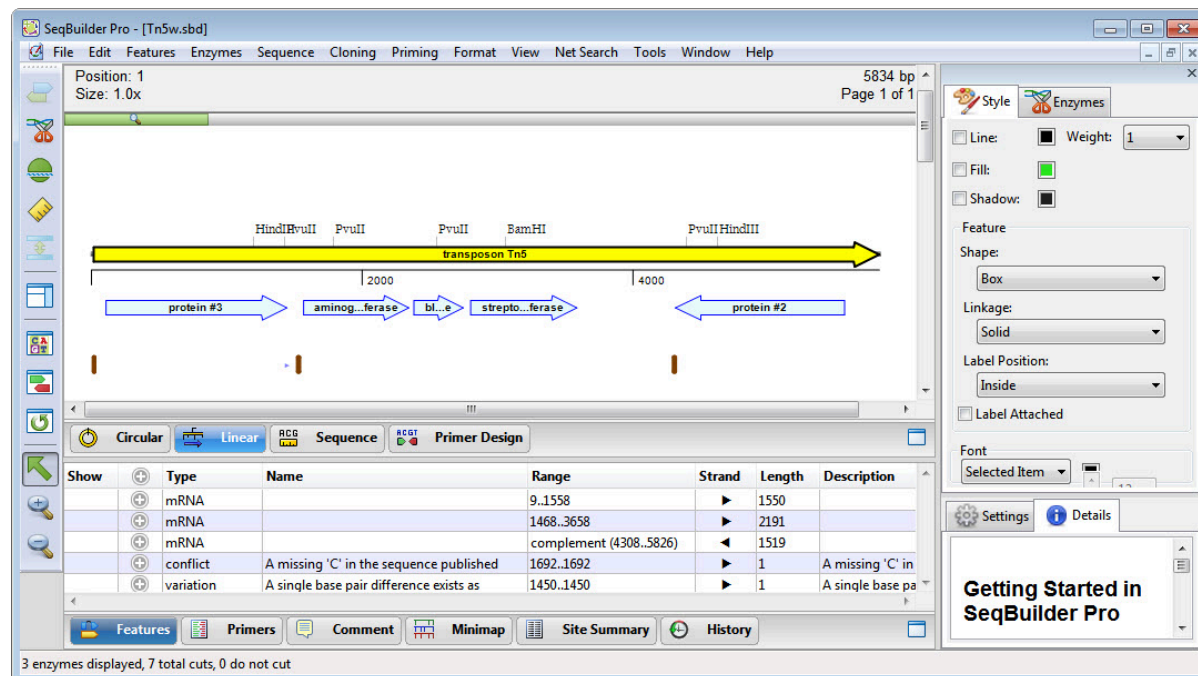 SeqBuilder Pro - [Tn5w.sbd]
File Edit Features Enzymes Sequence Cloning Priming Format View Net Search Tools Window Help
Position: 1
Size: 1.0x
5834 bp
Page 1 of 1
HindIII PvuII PvuII PvuII BamHI PvuII HindIII
transposon Tn5
2000 4000
protein #3 aminog...ferase bl...e strepto...ferase protein #2
Circular Linear Sequence Primer Design
Show Type Name Range Strand Length Description
mRNA 9..1558 1550
mRNA 1468..3658 2191
mRNA complement (4308..5826) 1519
conflict A missing 'C' in the sequence published 1692..1692 1 A missing 'C' in
variation A single base pair difference exists as 1450..1450 1 A single base pa
Features Primers Comment Minimap Site Summary History
3 enzymes displayed, 7 total cuts, 0 do not cut
Style Enzymes
Line: Weight: 1
Fill:
Shadow:
Feature
Shape:
Box
Linkage:
Solid
Label Position:
Inside
Label Attached
Font
Selected Item
Settings Details
Getting Started in
SeqBuilder Pro